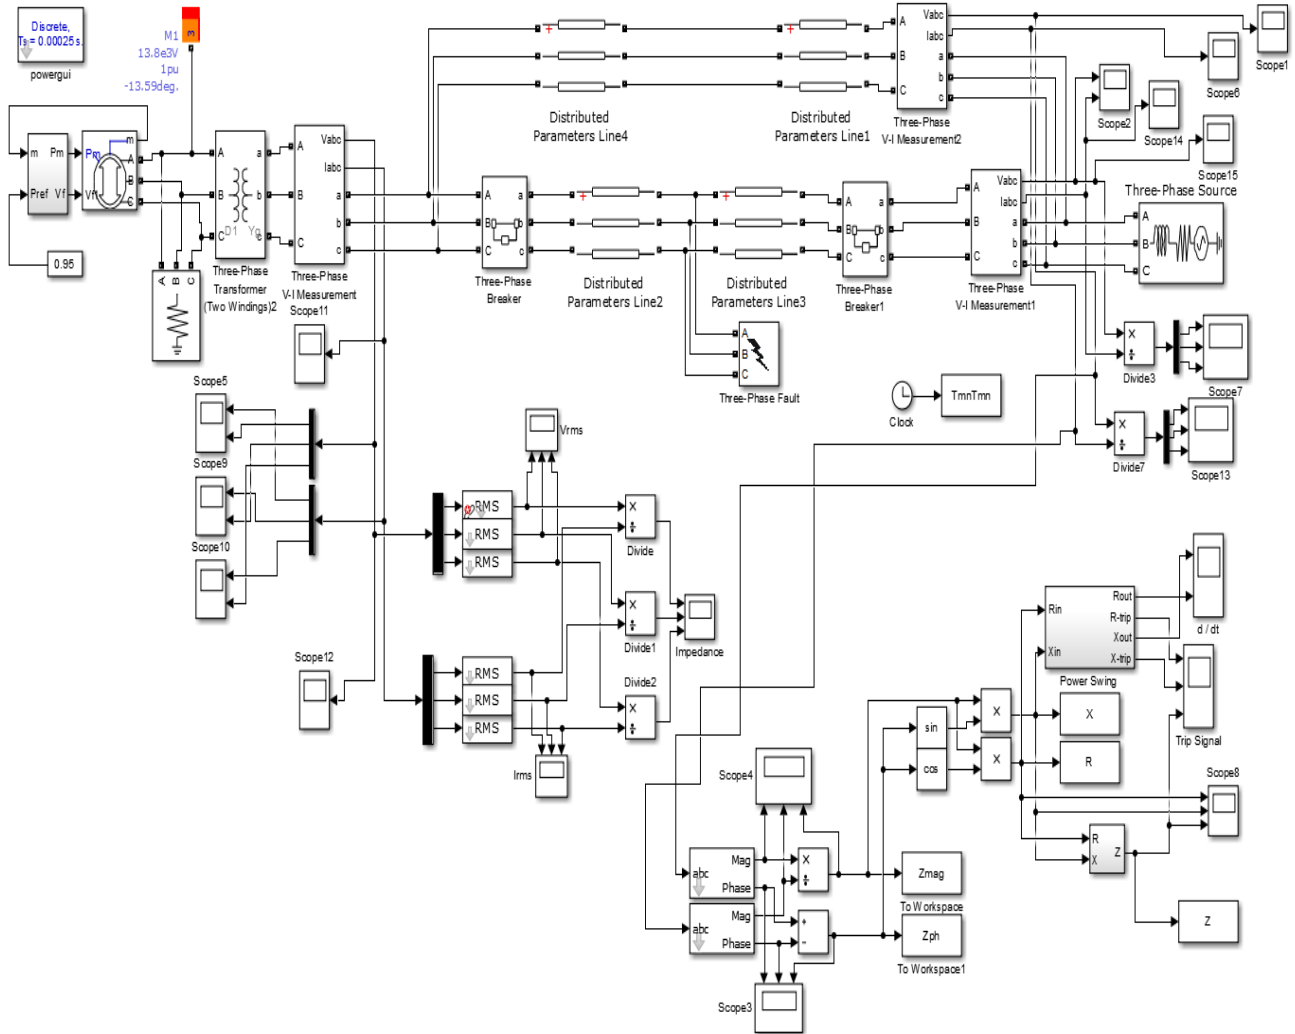 Discrete,
Ts = 0.00025 s.
powergui
m
M1
13.8e3V
1pu
-13.59deg.
m
Pm
Pref
Vf
Pm
Vf
m
A
B
C
0.95
A
B
C
a
b
c
D1
Yg
Three-Phase
Transformer
(Two Windings)2
A
B
C
A
B
C
Vabc
Iabc
a
b
c
Three-Phase
V-I Measurement
Scope11
Distributed
Parameters Line4
Distributed
Parameters Line1
A
B
C
Vabc
Iabc
a
b
c
Three-Phase
V-I Measurement2
Scope1
Scope6
Scope2
Scope14
Scope15
A
B
C
a
b
c
Three-Phase
Breaker
Distributed
Parameters Line2
Distributed
Parameters Line3
A
B
C
a
b
c
Three-Phase
Breaker1
A
B
C
Vabc
Iabc
a
b
c
Three-Phase
V-I Measurement1
Three-Phase Source
A
B
C
A
B
C
Three-Phase Fault
×
÷
Divide3
Scope7
Clock
TmnTmn
×
÷
Divide7
Scope13
Scope5
Scope9
Scope10
Scope12
Vrms
RMS
RMS
RMS
×
÷
Divide
×
÷
Divide1
Impedance
RMS
RMS
RMS
Divide2
×
÷
Irms
Rin
Xin
Rout
R-trip
Xout
X-trip
Power Swing
d / dt
Trip Signal
sin
cos
×
×
X
R
Scope8
Scope4
R
X
Z
abc
Mag
Phase
×
÷
Zmag
To Workspace
abc
Mag
Phase
+
-
Zph
To Workspace1
Z
Scope3